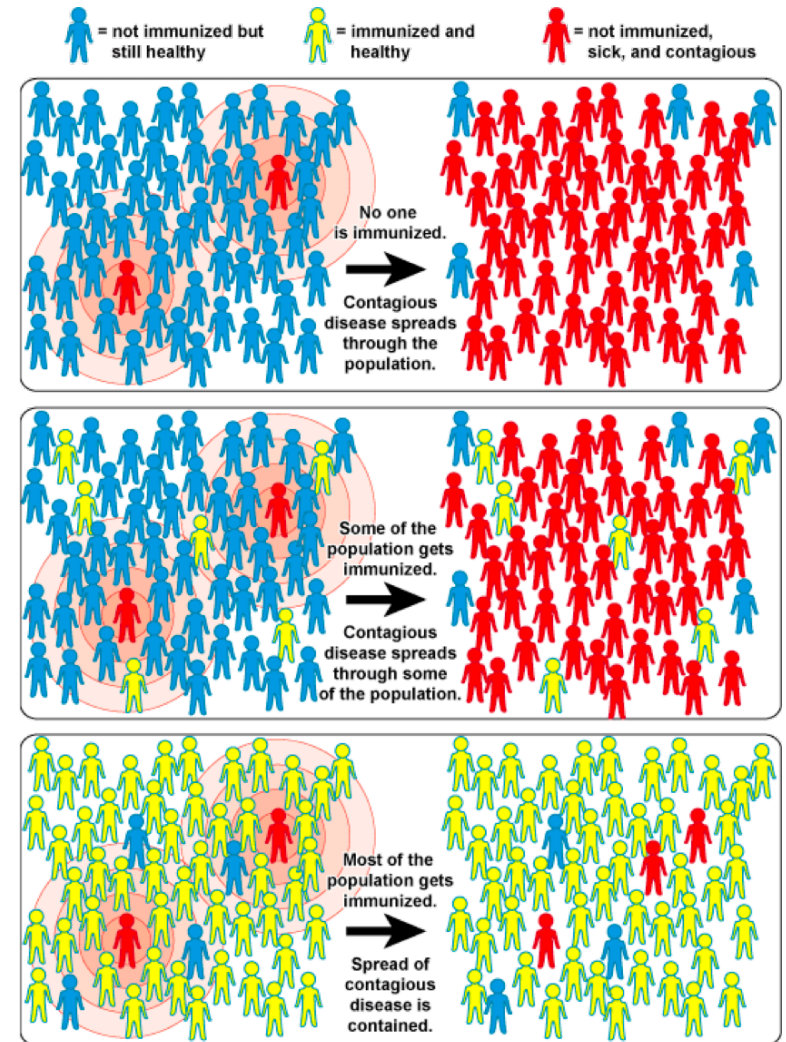 = not immunized but
still healthy
= immunized and
healthy
= not immunized,
sick, and contagious
No one
is immunized.
Contagious
disease spreads
through the
population.
Some of the
population gets
immunized.
Contagious
disease spreads
through some
of the population.
Most of the
population gets
immunized.
Spread of
contagious
disease is
contained.